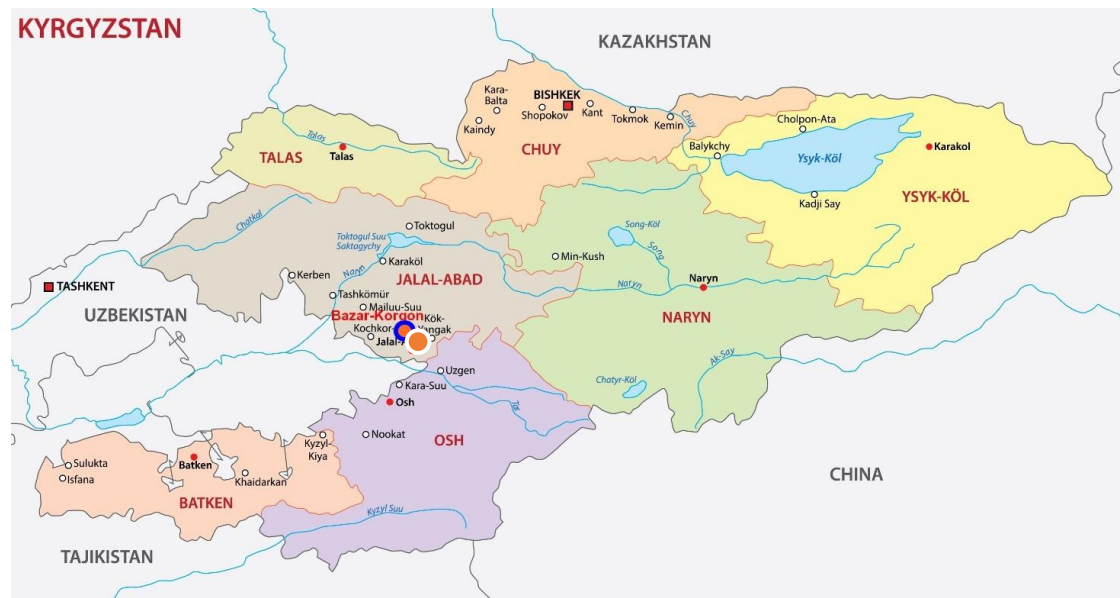 KYRGYZSTAN
KAZAKHSTAN
Kara-
Balta
BISHKEK
Shopokov
Kant
Tokmok
Kemin
Kaindy
CHUY
Chuy
Cholpon-Ata
Balykchy
Ysyk-Köl
Karakol
Kadji Say
YSYK-KÖL
Talas
Talas
TALAS
Chatkal
Toktogul
Toktogul Suu
Saktagychy
Karaköl
Kerben
Naryn
JALAL-ABAD
Tashkömür
Mailuu-Suu
Bazar-Korgon
Kök-
Yangak
Kochkor-
Jalal-A
Song-Köl
Song
Min-Kush
Naryn
Naryn
NARYN
Ak-Say
Chatyr-Köl
TASHKENT
UZBEKISTAN
Uzgen
Kara-Suu
Osh
Tar
Nookat
OSH
Kyzyl-
Kiya
Sulukta
Isfana
Batken
Khaidarkan
BATKEN
Kyzyl Suu
CHINA
TAJIKISTAN